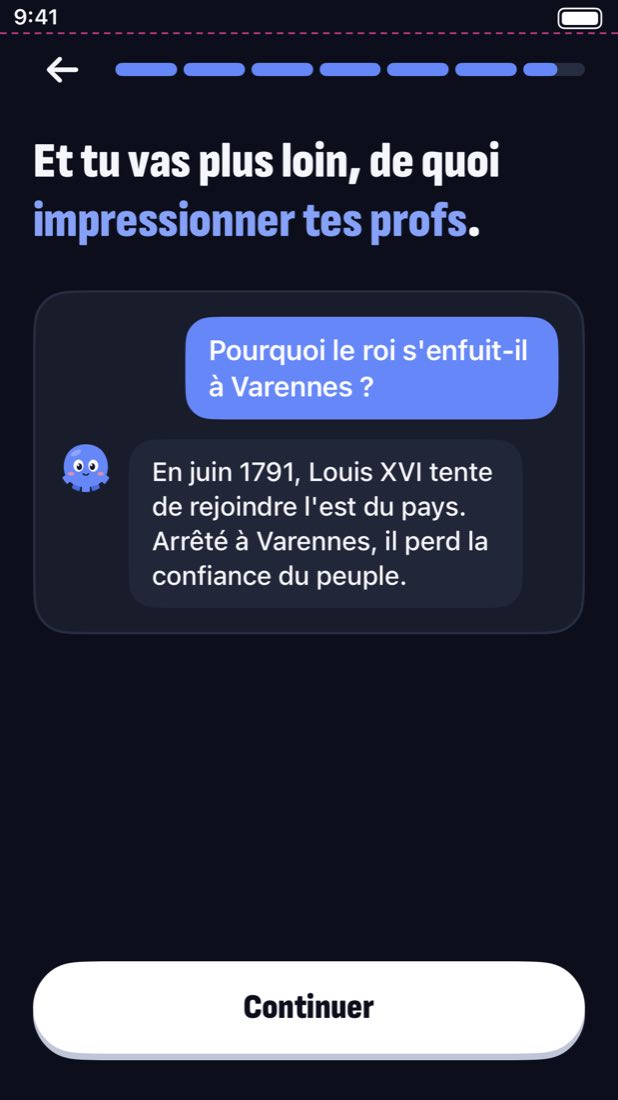 9:41
Et tu vas plus loin, de quoi
impressionner tes profs.
Pourquoi le roi s'enfuit-il
à Varennes ?
En juin 1791, Louis XVI tente
de rejoindre l'est du pays.
Arrêté à Varennes, il perd la
confiance du peuple.
Continuer